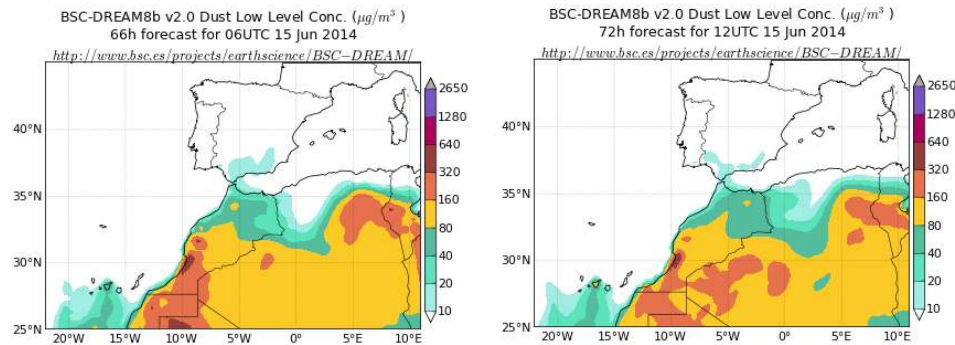 BSC-DREAM8b v2.0 Dust Low Level Conc. (μg/m³ )
66h forecast for 06UTC 15 Jun 2014
http://www.bsc.es/projects/earthscience/BSC−DREAM/
40°N
35°N
30°N
25°N
20°W 15°W 10°W 5°W 0° 5°E 10°E
2650
1280
640
320
160
80
40
20
10
BSC-DREAM8b v2.0 Dust Low Level Conc. (μg/m³ )
72h forecast for 12UTC 15 Jun 2014
http://www.bsc.es/projects/earthscience/BSC−DREAM/
40°N
35°N
30°N
25°N
20°W 15°W 10°W 5°W 0° 5°E 10°E
2650
1280
640
320
160
80
40
20
10